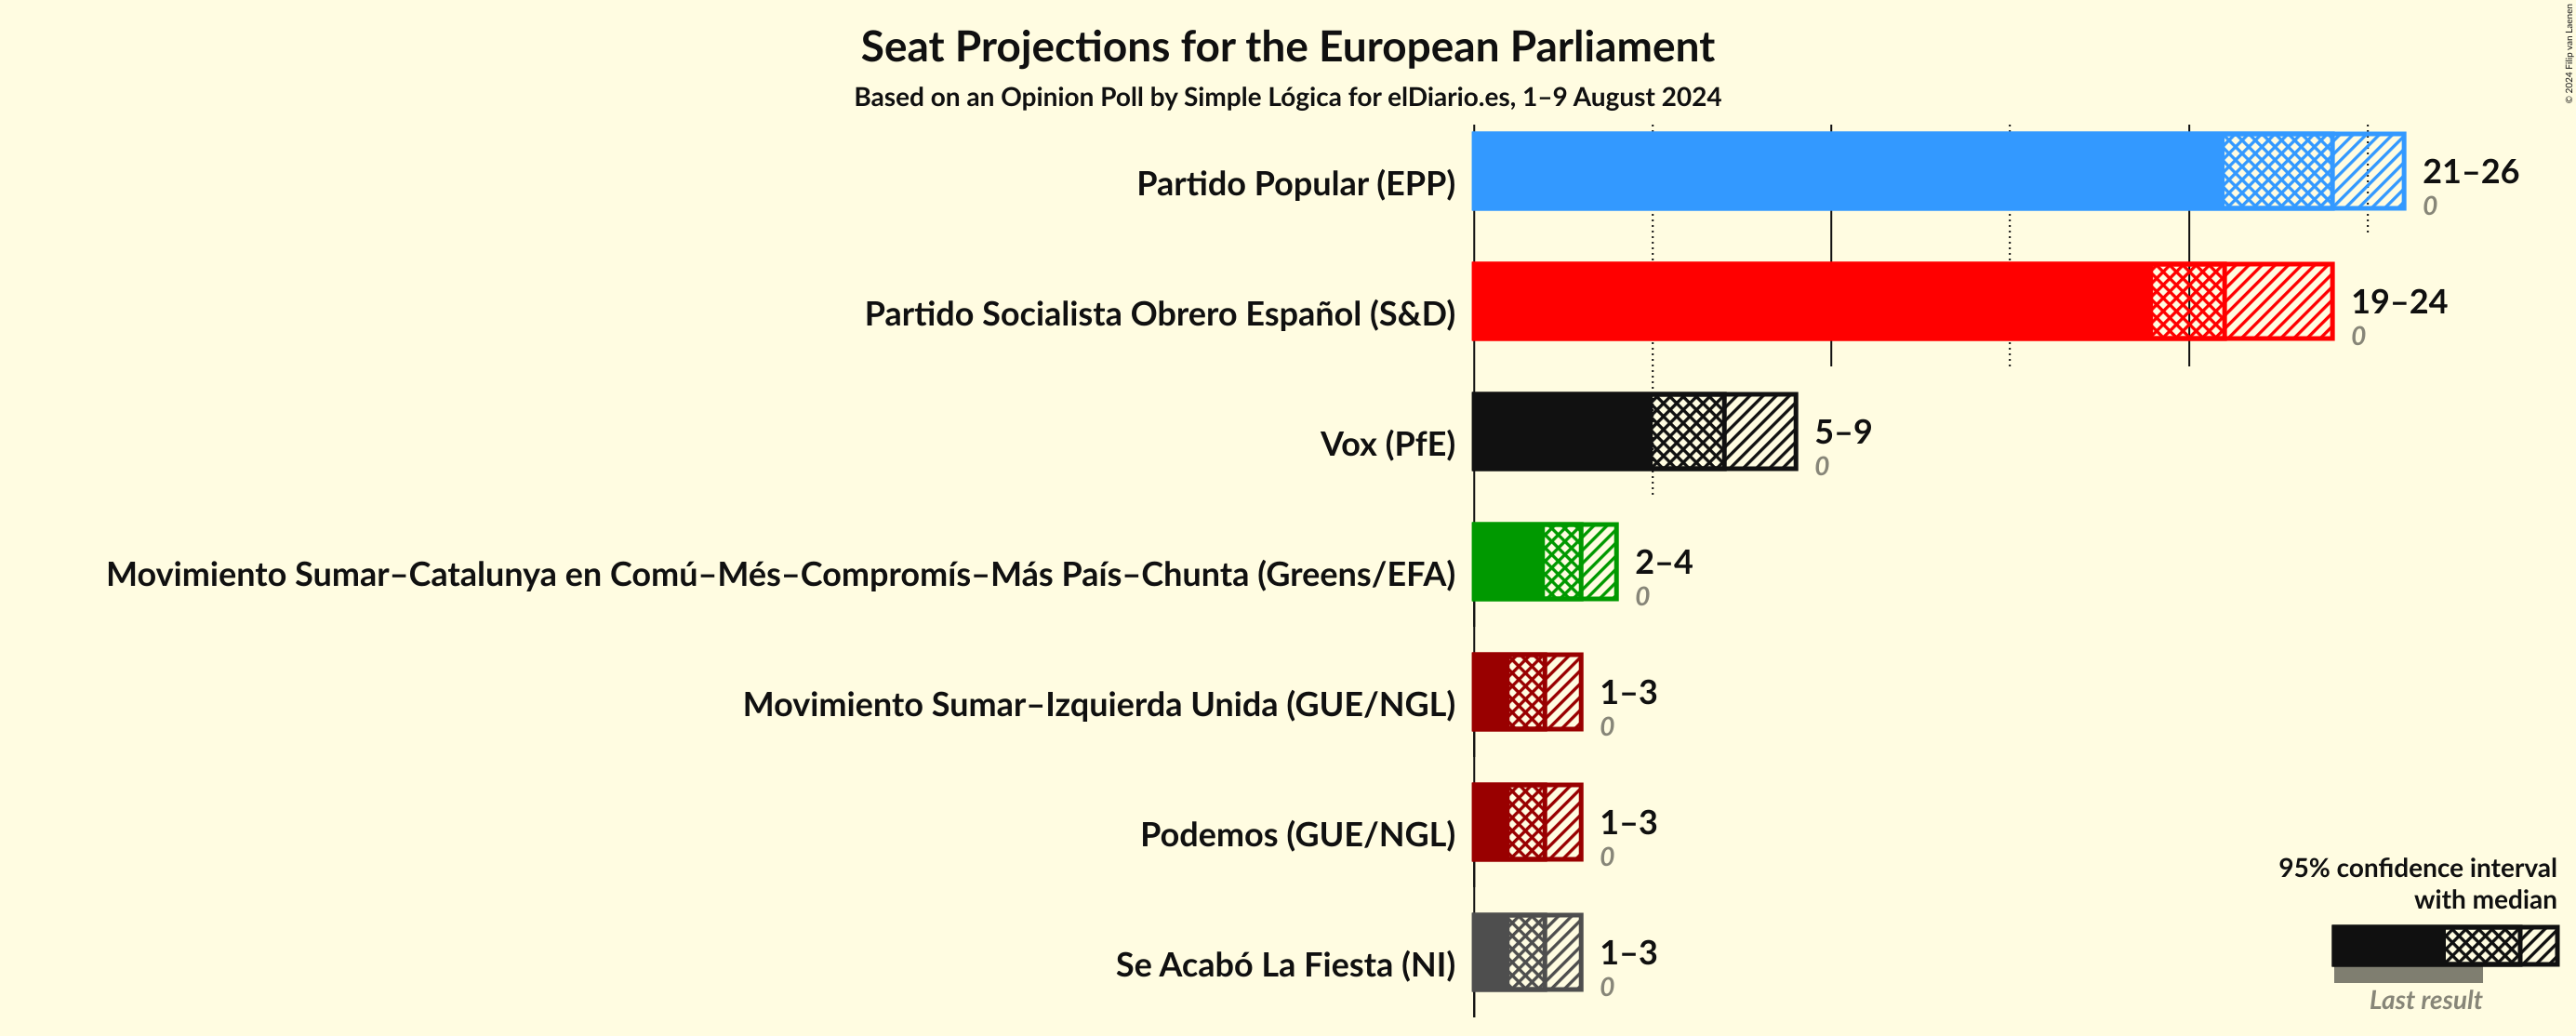 Seat Projections for the European Parliament
Based on an Opinion Poll by Simple Lógica for elDiario.es, 1–9 August 2024
© 2024 Filip van Laenen
Partido Popular (EPP)
21–26
0
Partido Socialista Obrero Español (S&D)
19–24
0
Vox (PfE)
5–9
0
Movimiento Sumar–Catalunya en Comú–Més–Compromís–Más País–Chunta (Greens/EFA)
2–4
0
Movimiento Sumar–Izquierda Unida (GUE/NGL)
1–3
0
Podemos (GUE/NGL)
1–3
0
Se Acabó La Fiesta (NI)
1–3
0
95% confidence interval
with median
Last result